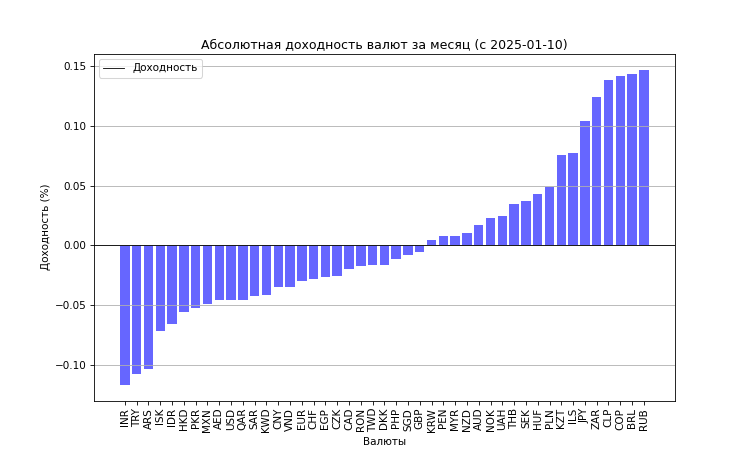 Абсолютная доходность валют за месяц (с 2025-01-10)
Доходность
Доходность (%)
0.15
0.10
0.05
0.00
−0.05
−0.10
INR TRY ARS ISK IDR HKD PKR MXN AED USD QAR SAR KWD CNY VND EUR CHF EGP CZK CAD RON TWD DKK PHP SGD GBP KRW PEN MYR NZD AUD NOK UAH THB SEK HUF PLN KZT ILS JPY ZAR CLP COP BRL RUB
Валюты